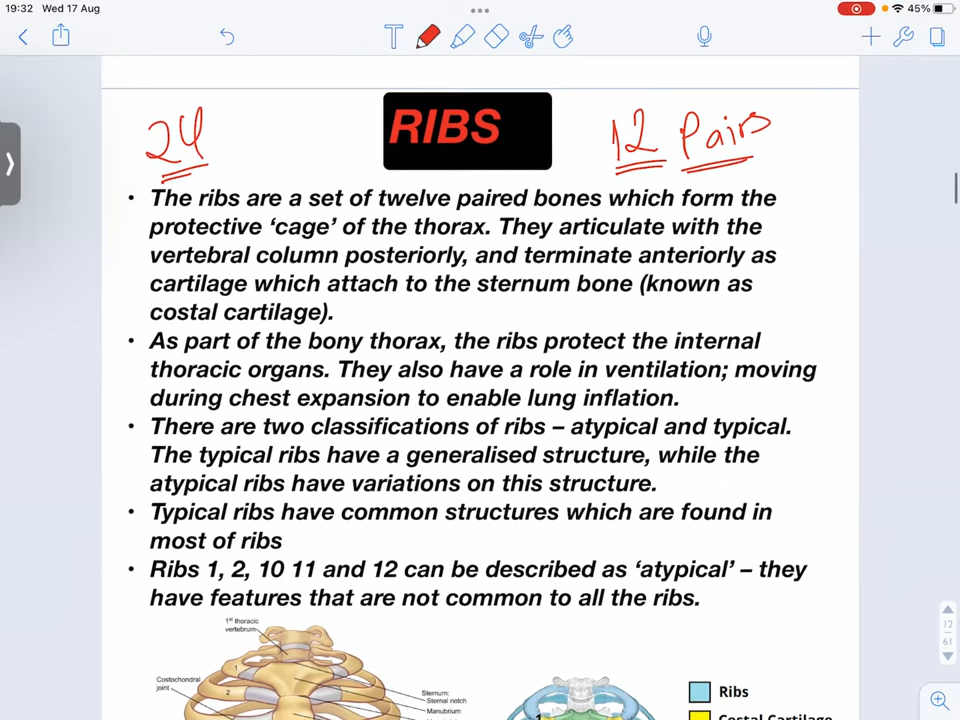 19:32 Wed 17 Aug
45%
T
24
RIBS
12 Pairs
• The ribs are a set of twelve paired bones which form the
protective ‘cage’ of the thorax. They articulate with the
vertebral column posteriorly, and terminate anteriorly as
cartilage which attach to the sternum bone (known as
costal cartilage).
• As part of the bony thorax, the ribs protect the internal
thoracic organs. They also have a role in ventilation; moving
during chest expansion to enable lung inflation.
• There are two classifications of ribs – atypical and typical.
The typical ribs have a generalised structure, while the
atypical ribs have variations on this structure.
• Typical ribs have common structures which are found in
most of ribs
• Ribs 1, 2, 10 11 and 12 can be described as ‘atypical’ – they
have features that are not common to all the ribs.
1st thoracic
vertebrum
Costochondral
joint
1
2
Sternum:
Sternal notch
Manubrium
1
Ribs
Costal Cartilage
12
61